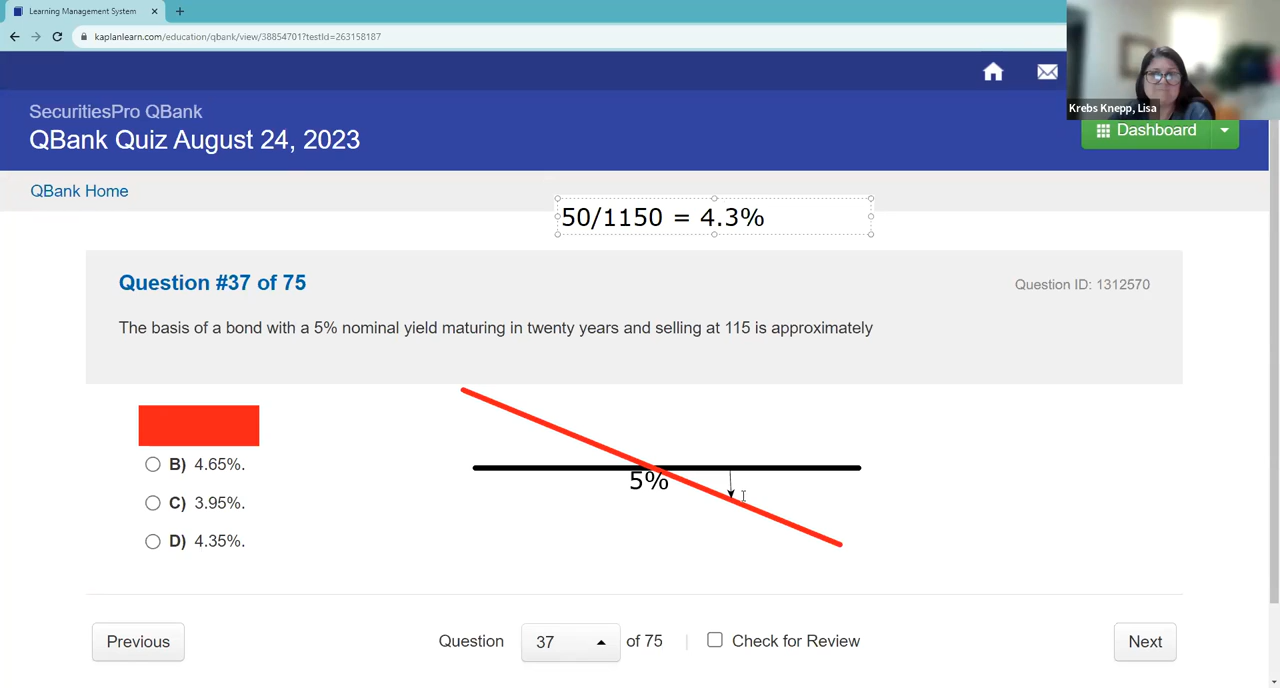 Learning Management System
kaplanlearn.com/education/qbank/view/38854701?testId=263158187
Krebs Knepp, Lisa
SecuritiesPro QBank
QBank Quiz August 24, 2023
Dashboard
QBank Home
50/1150 = 4.3%
Question #37 of 75
Question ID: 1312570
The basis of a bond with a 5% nominal yield maturing in twenty years and selling at 115 is approximately
B) 4.65%.
5%
C) 3.95%.
D) 4.35%.
Previous
Question 37 of 75
Check for Review
Next